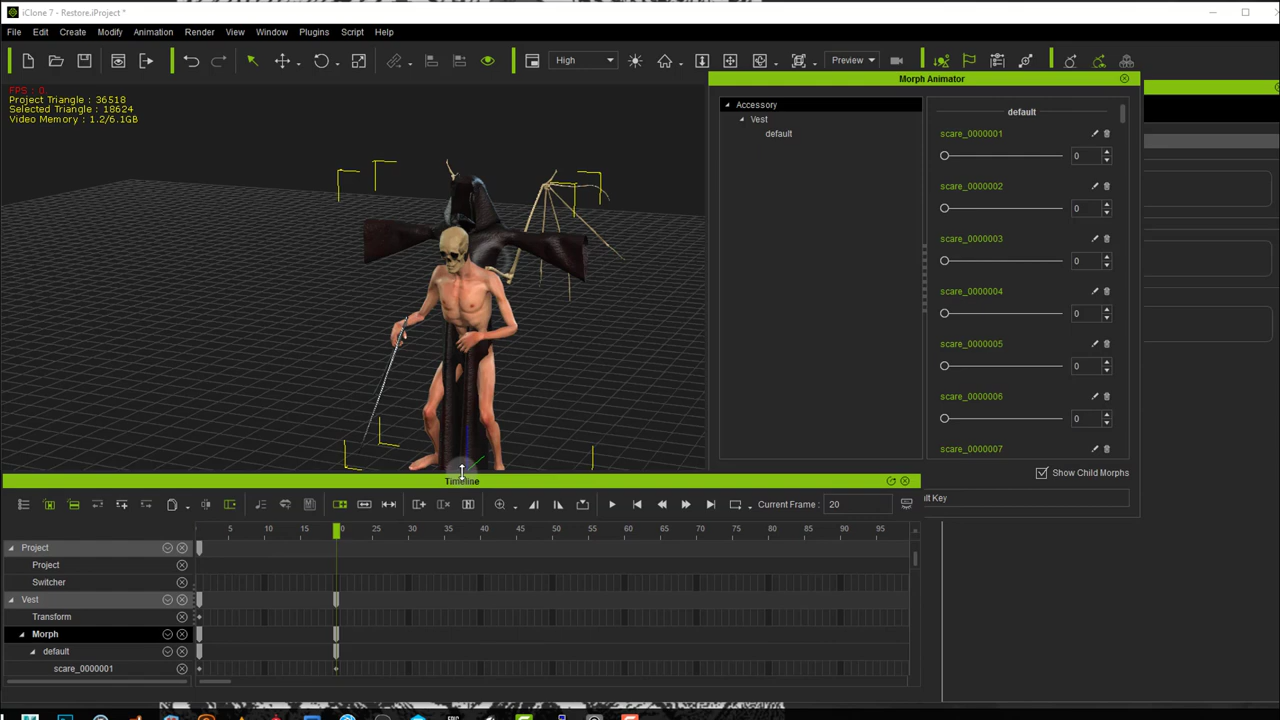 iClone 7 - Restore.iProject *
File Edit Create Modify Animation Render View Window Plugins Script Help
High
Preview
FPS : 0.
Project Triangle : 36518
Selected Triangle : 18624
Video Memory : 1.2/6.1GB
Morph Animator
Accessory
Vest
default
default
scare_0000001
0
scare_0000002
0
scare_0000003
0
scare_0000004
0
scare_0000005
0
scare_0000006
0
scare_0000007
Show Child Morphs
Timeline
Current Frame : 20
5 10 15 0 25 30 35 40 45 50 55 60 65 70 75 80 85 90 95
Project
Project
Switcher
Vest
Transform
Morph
default
scare_0000001